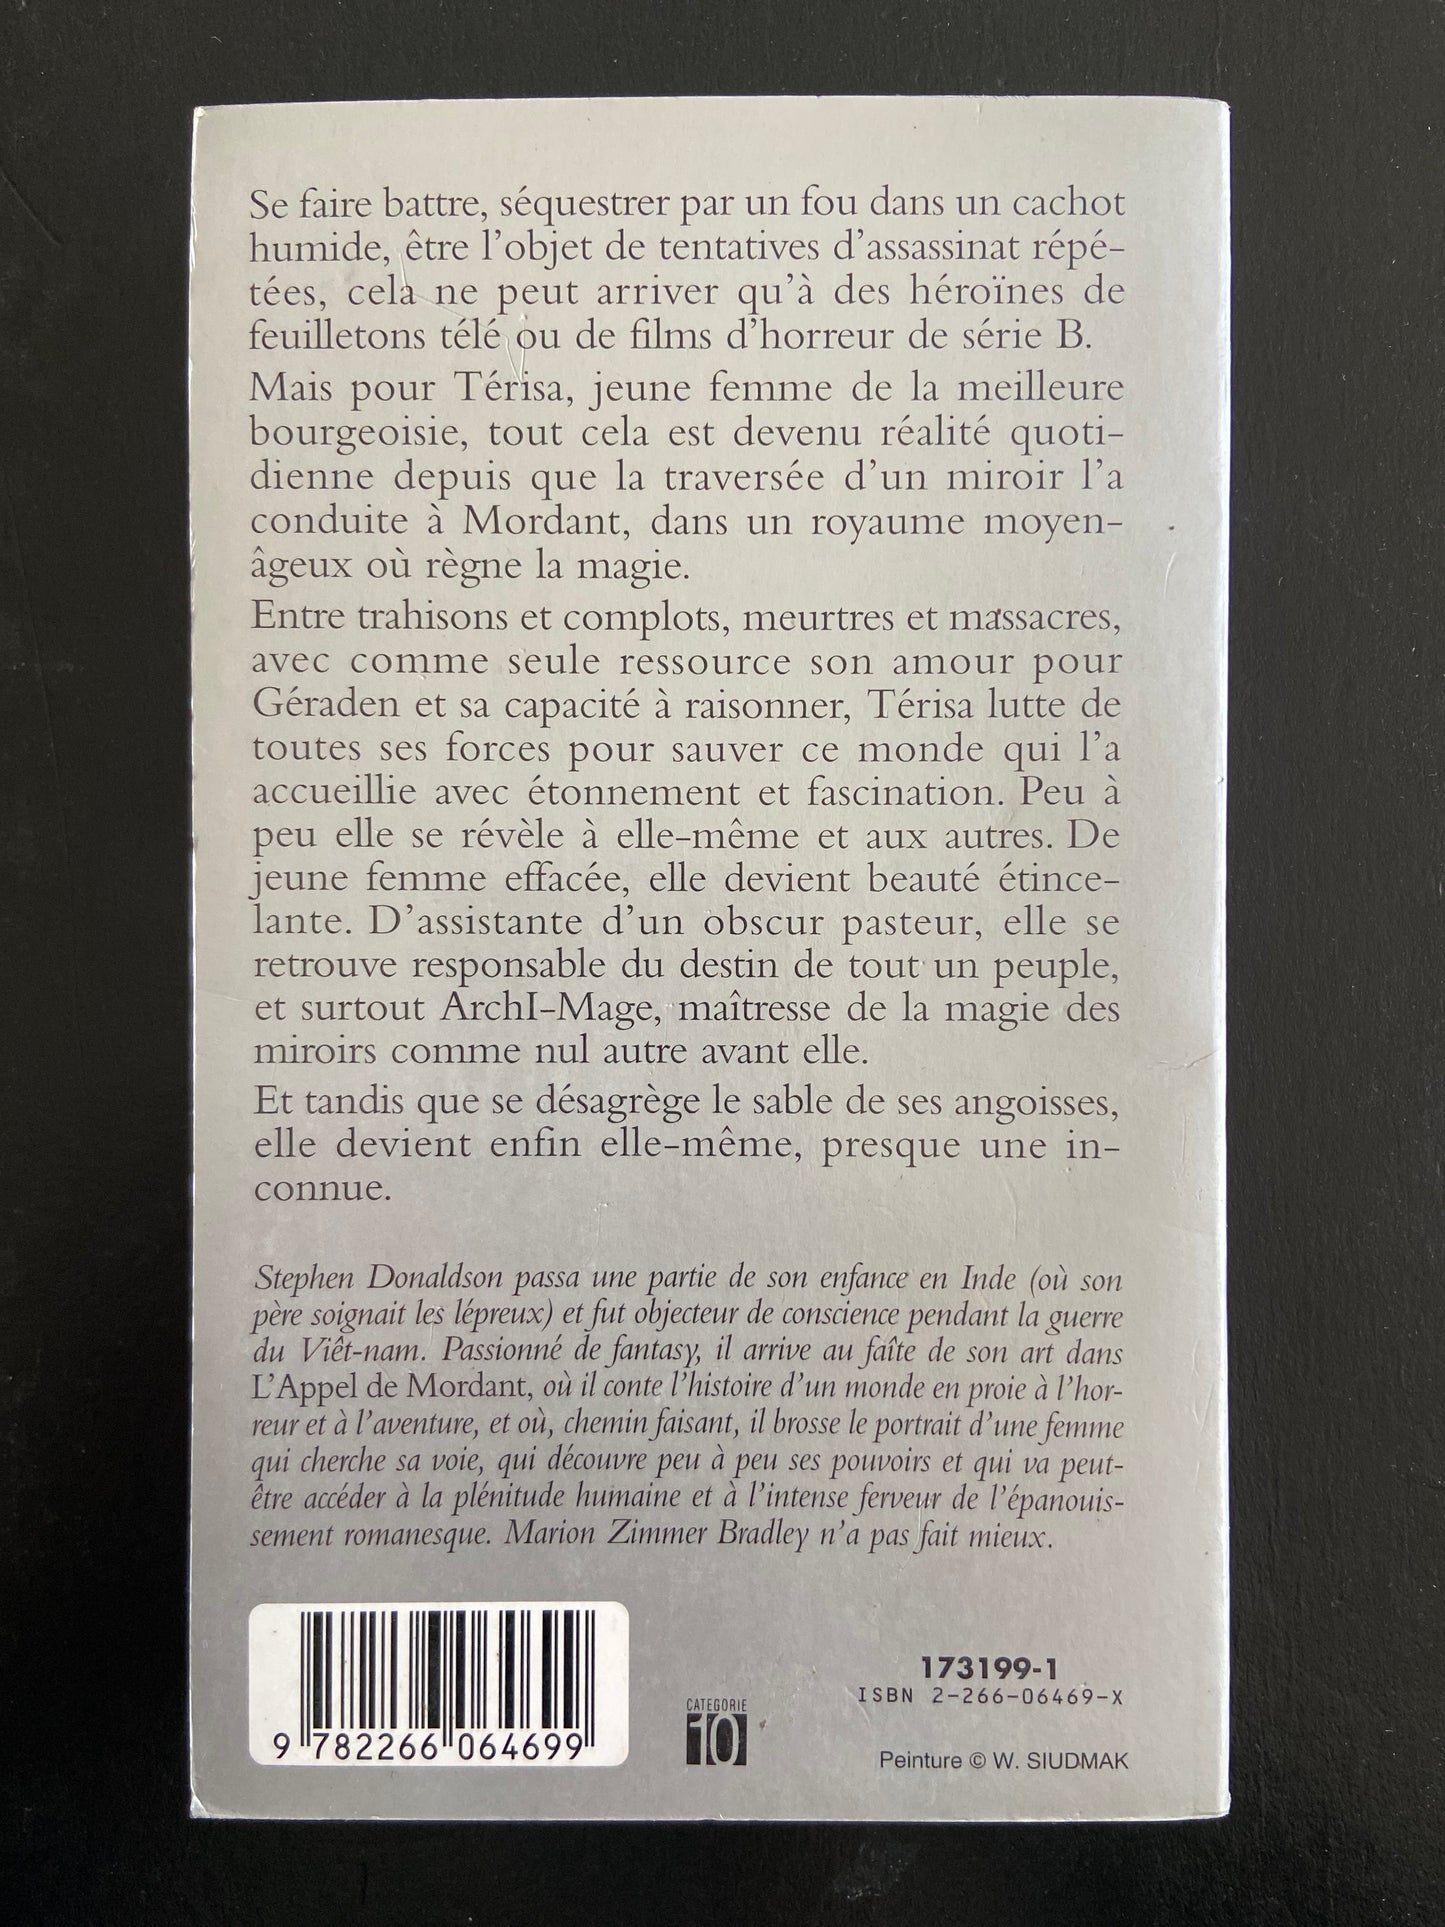 Se faire battre, séquestrer par un fou dans un cachot
humide, être l'objet de tentatives d'assassinat répé-
tées, cela ne peut arriver qu'à des héroïnes de
feuilletons télé ou de films d'horreur de série B.
Mais pour Térisa, jeune femme de la meilleure
bourgeoisie, tout cela est devenu réalité quoti-
dienne depuis que la traversée d'un miroir l'a
conduite à Mordant, dans un royaume moyen-
âgeux où règne la magie.
Entre trahisons et complots, meurtres et massacres,
avec comme seule ressource son amour pour
Géraden et sa capacité à raisonner, Térisa lutte de
toutes ses forces pour sauver ce monde qui l'a
accueillie avec étonnement et fascination. Peu à
peu elle se révèle à elle-même et aux autres. De
jeune femme effacée, elle devient beauté étince-
lante. D'assistante d'un obscur pasteur, elle se
retrouve responsable du destin de tout un peuple,
et surtout ArchI-Mage, maîtresse de la magie des
miroirs comme nul autre avant elle.
Et tandis que se désagrège le sable de ses angoisses,
elle devient enfin elle-même, presque une in-
connue.
Stephen Donaldson passa une partie de son enfance en Inde (où son
père soignait les lépreux) et fut objecteur de conscience pendant la guerre
du Viêt-nam. Passionné de fantasy, il arrive au faîte de son art dans
L'Appel de Mordant, où il conte l'histoire d'un monde en proie à l'hor-
reur et à l'aventure, et où, chemin faisant, il brosse le portrait d'une femme
qui cherche sa voie, qui découvre peu à peu ses pouvoirs et qui va peut-
être accéder à la plénitude humaine et à l'intense ferveur de l'épanouis-
sement romanesque. Marion Zimmer Bradley n'a pas fait mieux.
9 782266 064699
CATEGORIE
10
173199-1
ISBN 2-266-06469-X
Peinture © W. SIUDMAK